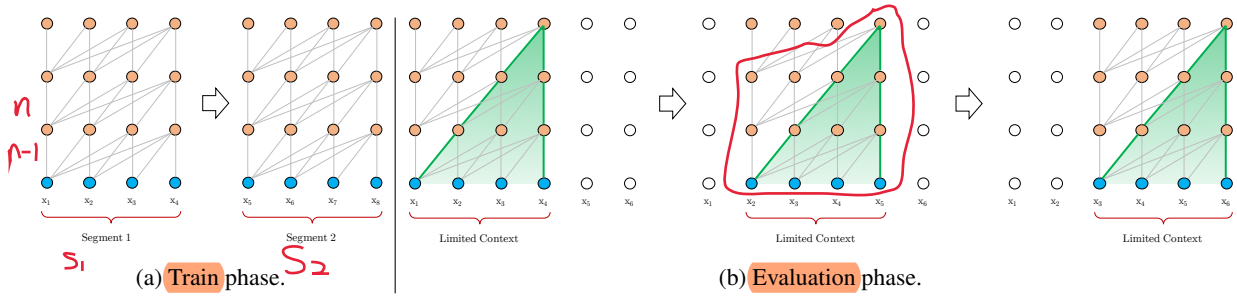 n
n-1
x₁ x₂ x₃ x₄ x₅ x₆ x₇ x₈ x₁ x₂ x₃ x₄ x₅ x₆ x₁ x₂ x₃ x₄ x₅ x₆ x₁ x₂ x₃ x₄ x₅ x₆
Segment 1 Segment 2 Limited Context Limited Context Limited Context
S₁ S₂
(a) Train phase. (b) Evaluation phase.